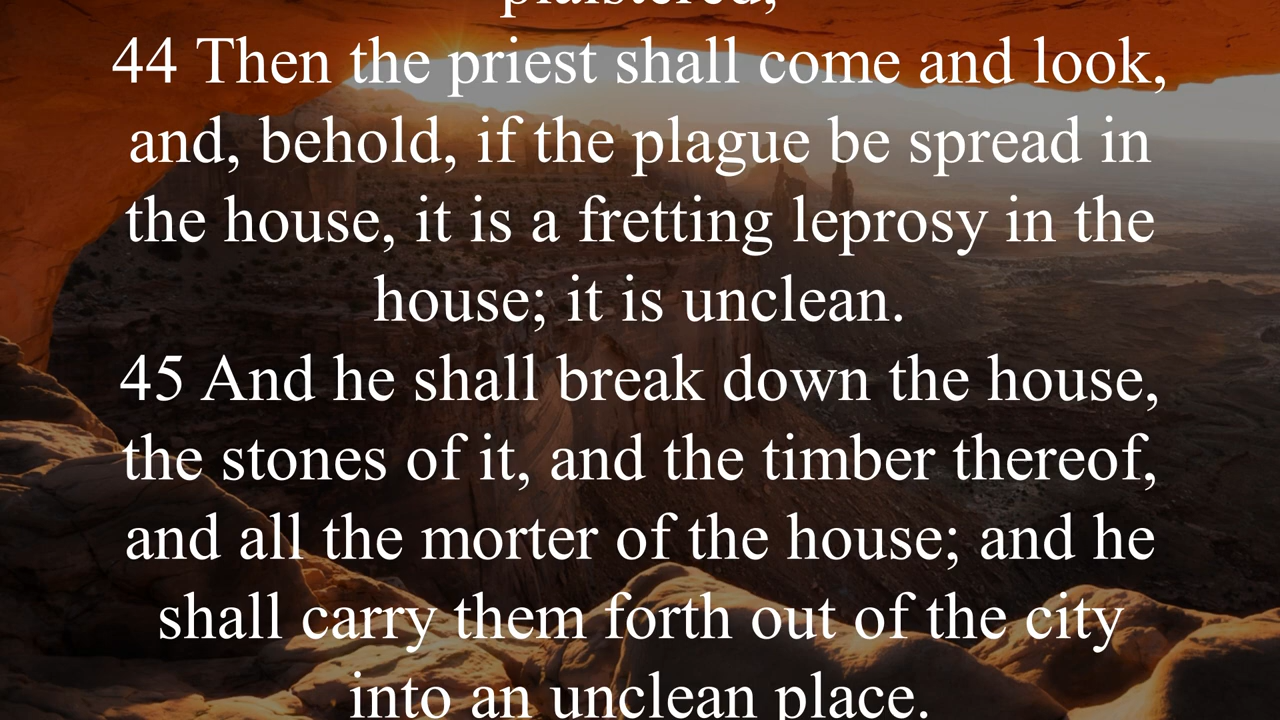 plaistered;
44 Then the priest shall come and look,
and, behold, if the plague be spread in
the house, it is a fretting leprosy in the
house; it is unclean.
45 And he shall break down the house,
the stones of it, and the timber thereof,
and all the morter of the house; and he
shall carry them forth out of the city
into an unclean place.